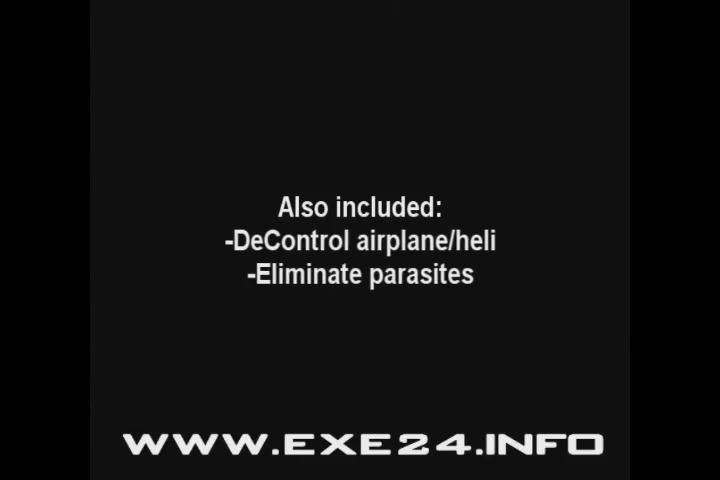 Also included:
-DeControl airplane/heli
-Eliminate parasites
WWW.EXE24.INFO